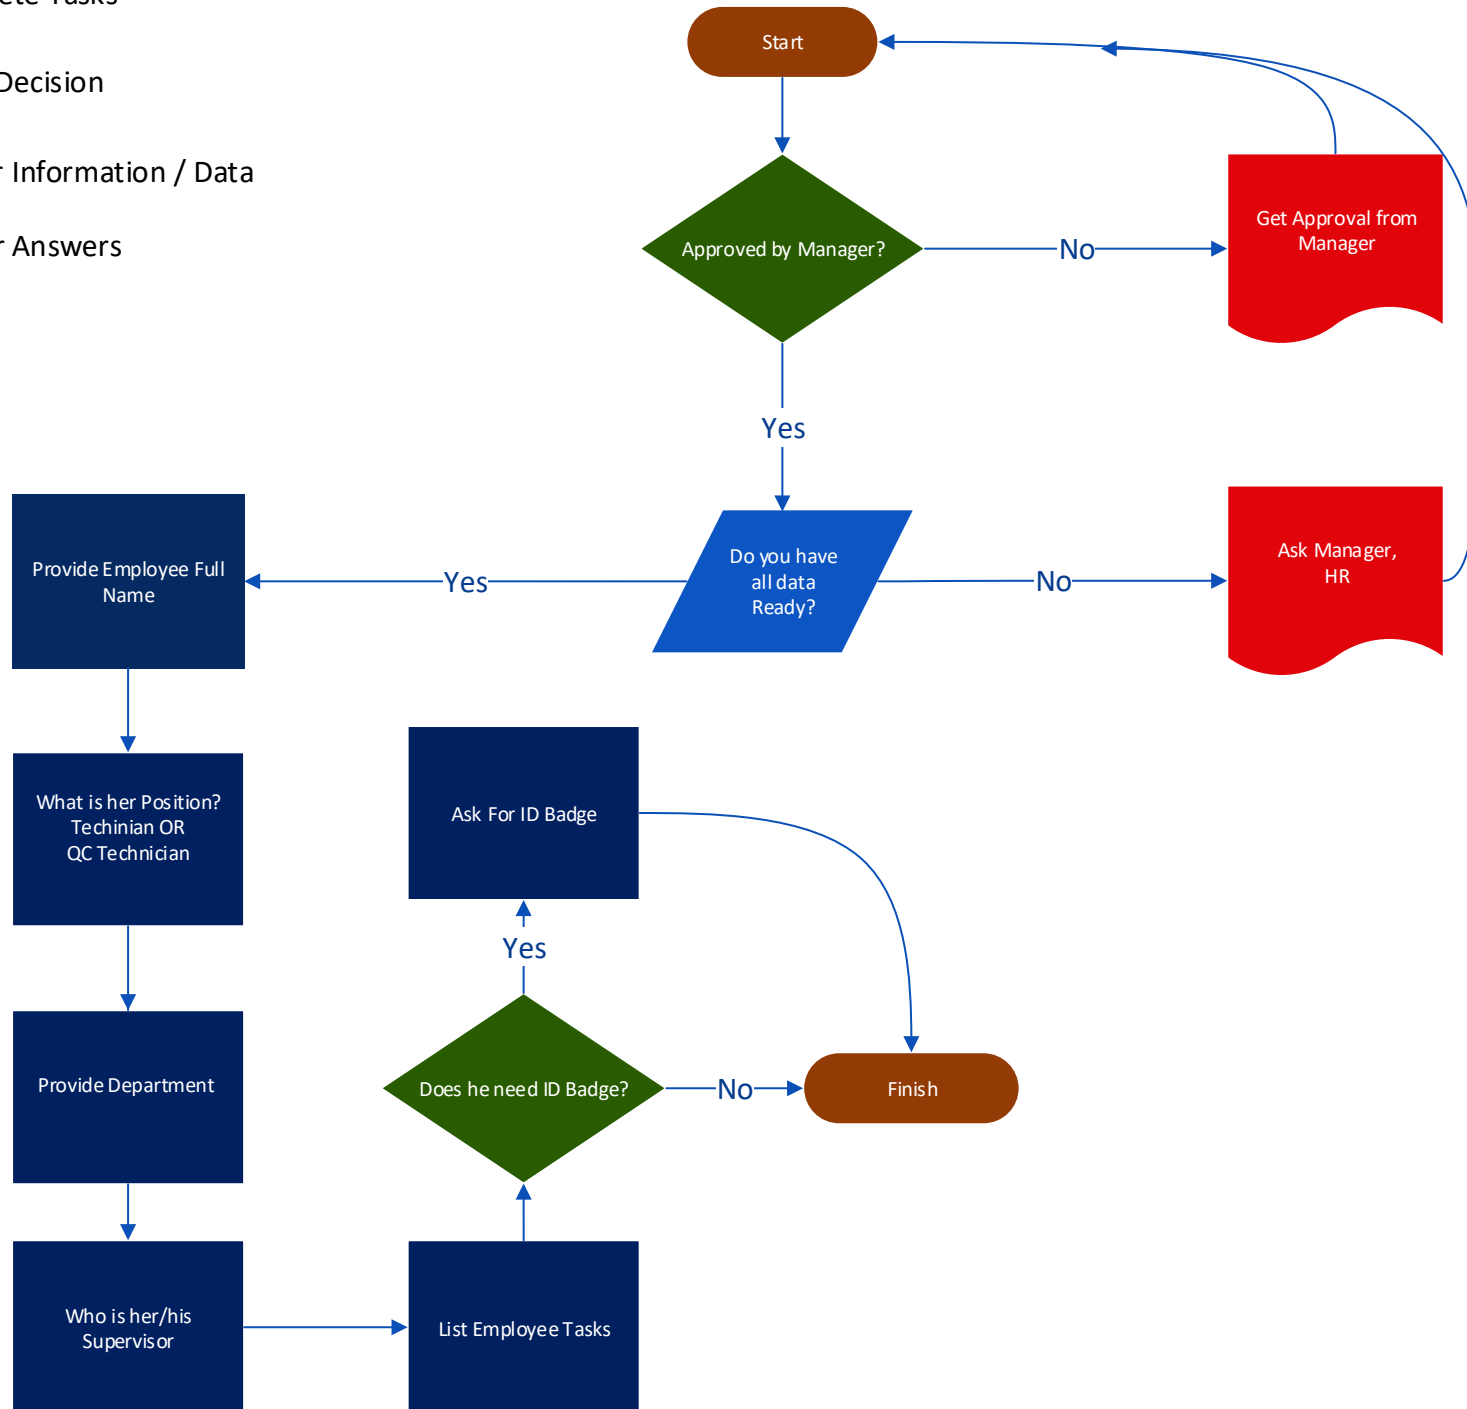 Tasks
Decision
Information / Data
Answers
Start
Approved by Manager?
No
Get Approval from
Manager
Yes
Do you have
all data
Ready?
Yes
No
Provide Employee Full
Name
Ask Manager,
HR
What is her Position?
Techinian OR
QC Technician
Ask For ID Badge
Yes
Provide Department
Does he need ID Badge?
No
Finish
Who is her/his
Supervisor
List Employee Tasks